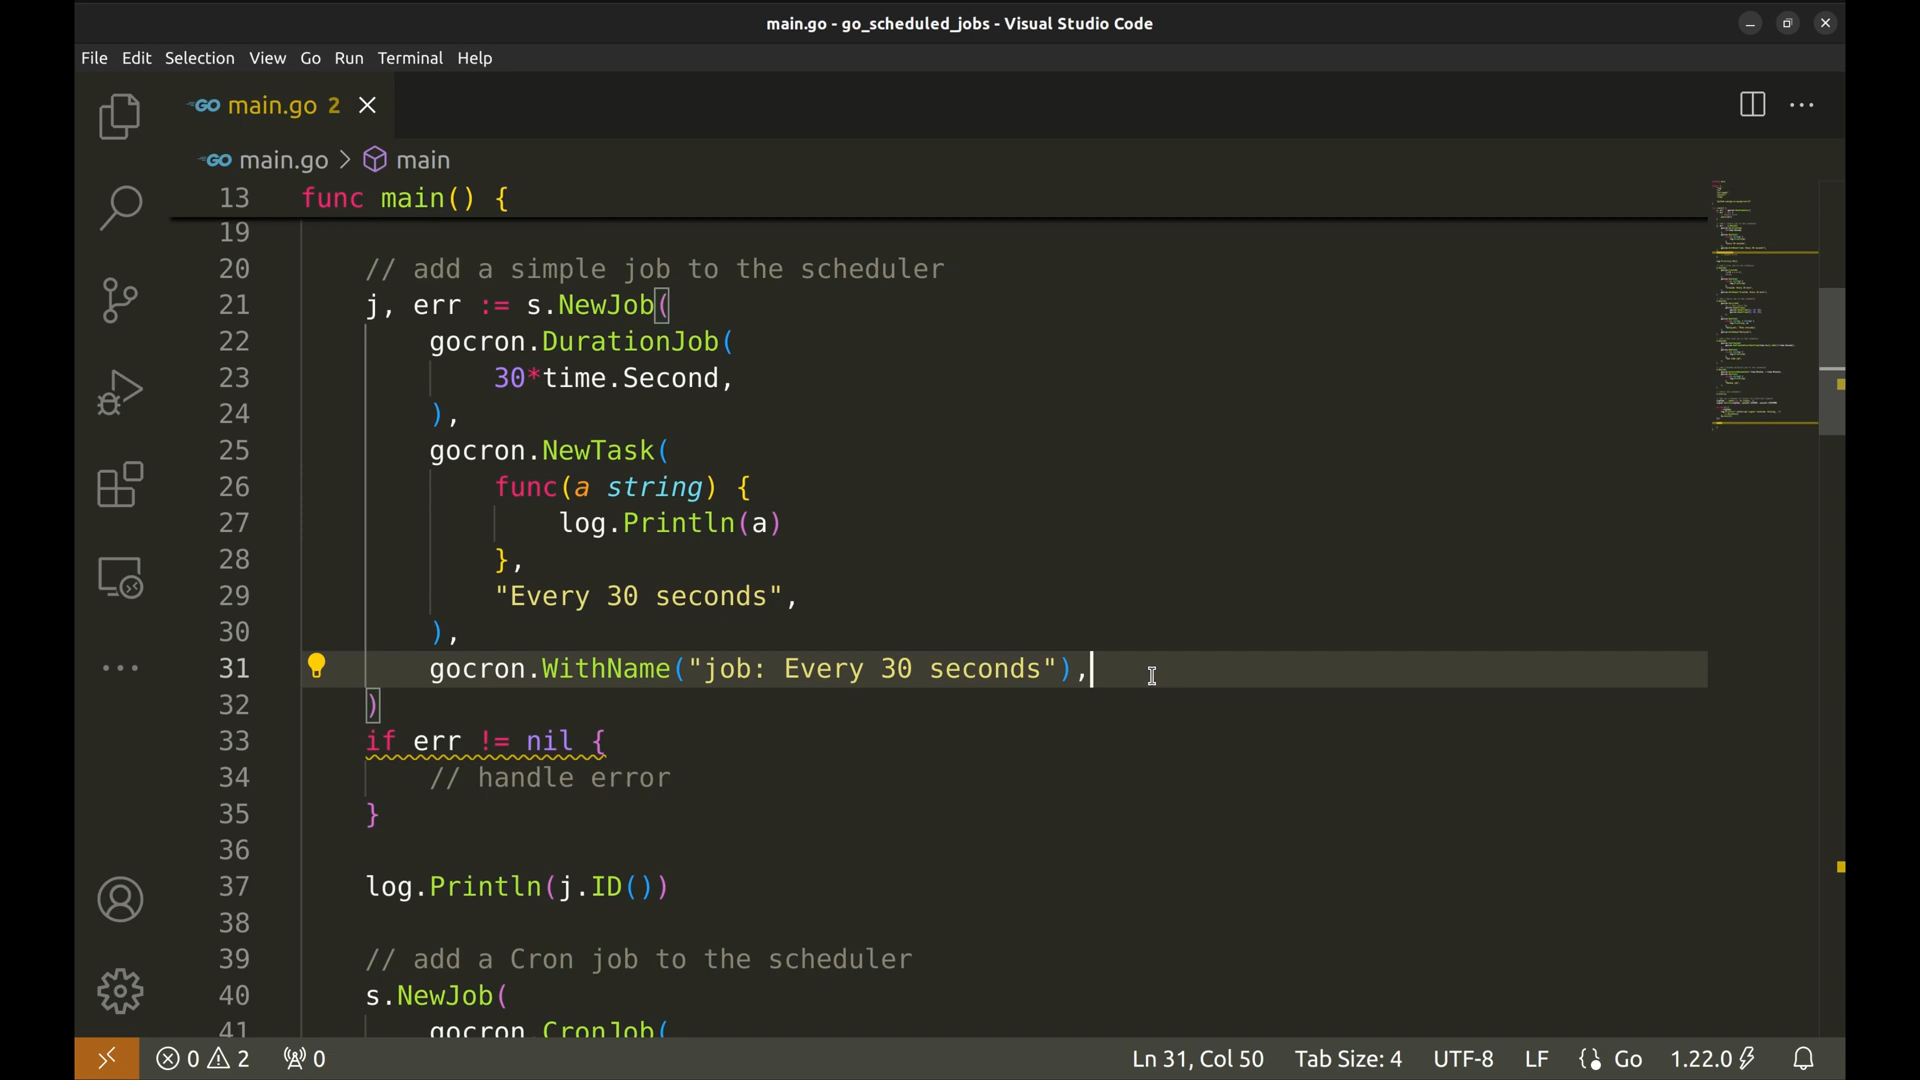 main.go - go_scheduled_jobs - Visual Studio Code
File Edit Selection View Go Run Terminal Help
GO main.go 2
GO main.go > main
13 func main() {
19
20 // add a simple job to the scheduler
21 j, err := s.NewJob(
22 gocron.DurationJob(
23 30*time.Second,
24 ),
25 gocron.NewTask(
26 func(a string) {
27 log.Println(a)
28 },
29 "Every 30 seconds",
30 ),
31 gocron.WithName("job: Every 30 seconds"),
32 )
33 if err != nil {
34 // handle error
35 }
36
37 log.Println(j.ID())
38
39 // add a Cron job to the scheduler
40 s.NewJob(
41 gocron.CronJob(
0 2 0 Ln 31, Col 50 Tab Size: 4 UTF-8 LF {} Go 1.22.0